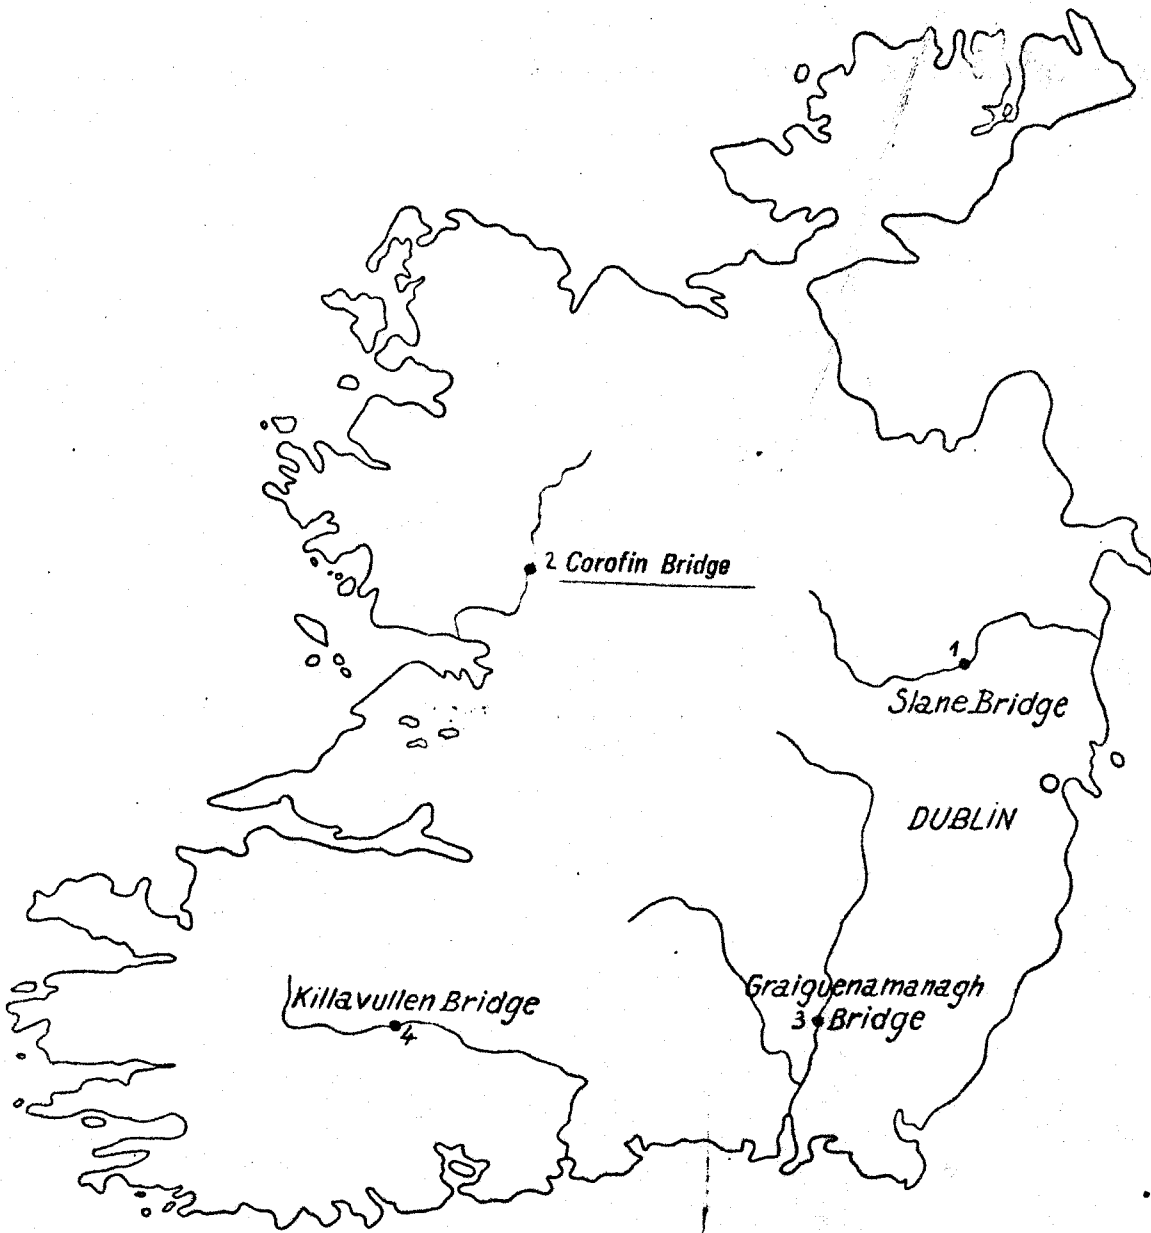 2 Corofin Bridge
1
Slane Bridge
DUBLIN
Killavullen Bridge
4
Graiguenamanagh
3 Bridge